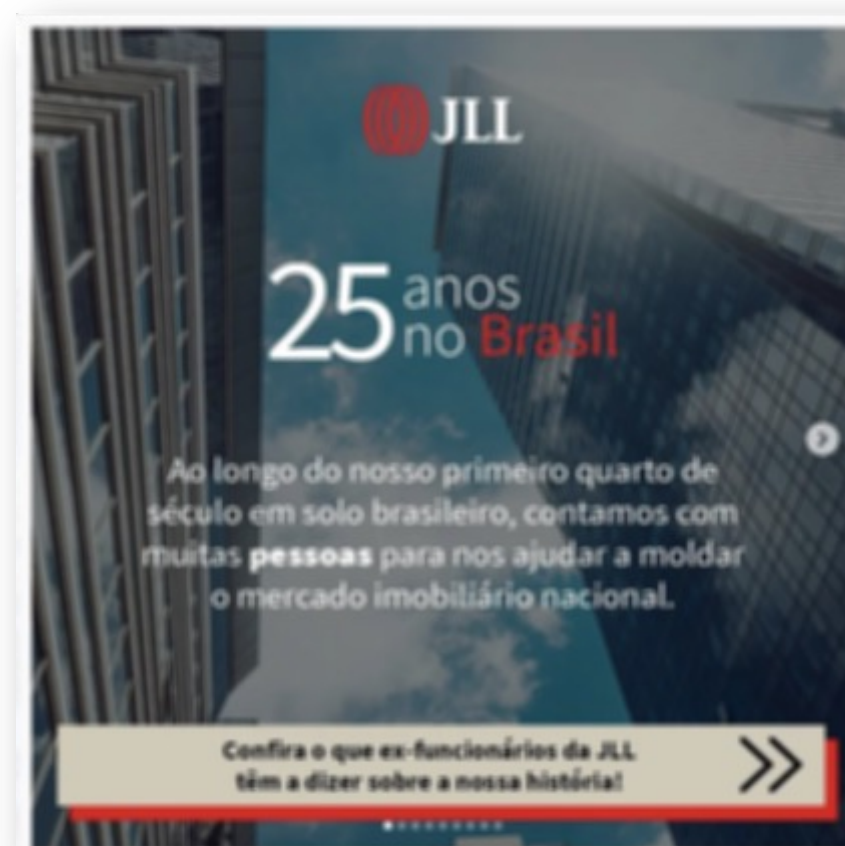 JLL
25 anos
no Brasil
Ao longo do nosso primeiro quarto de
século em solo brasileiro, contamos com
muitas pessoas para nos ajudar a moldar
o mercado imobiliário nacional.
Confira o que ex-funcionários da JLL
têm a dizer sobre a nossa história!